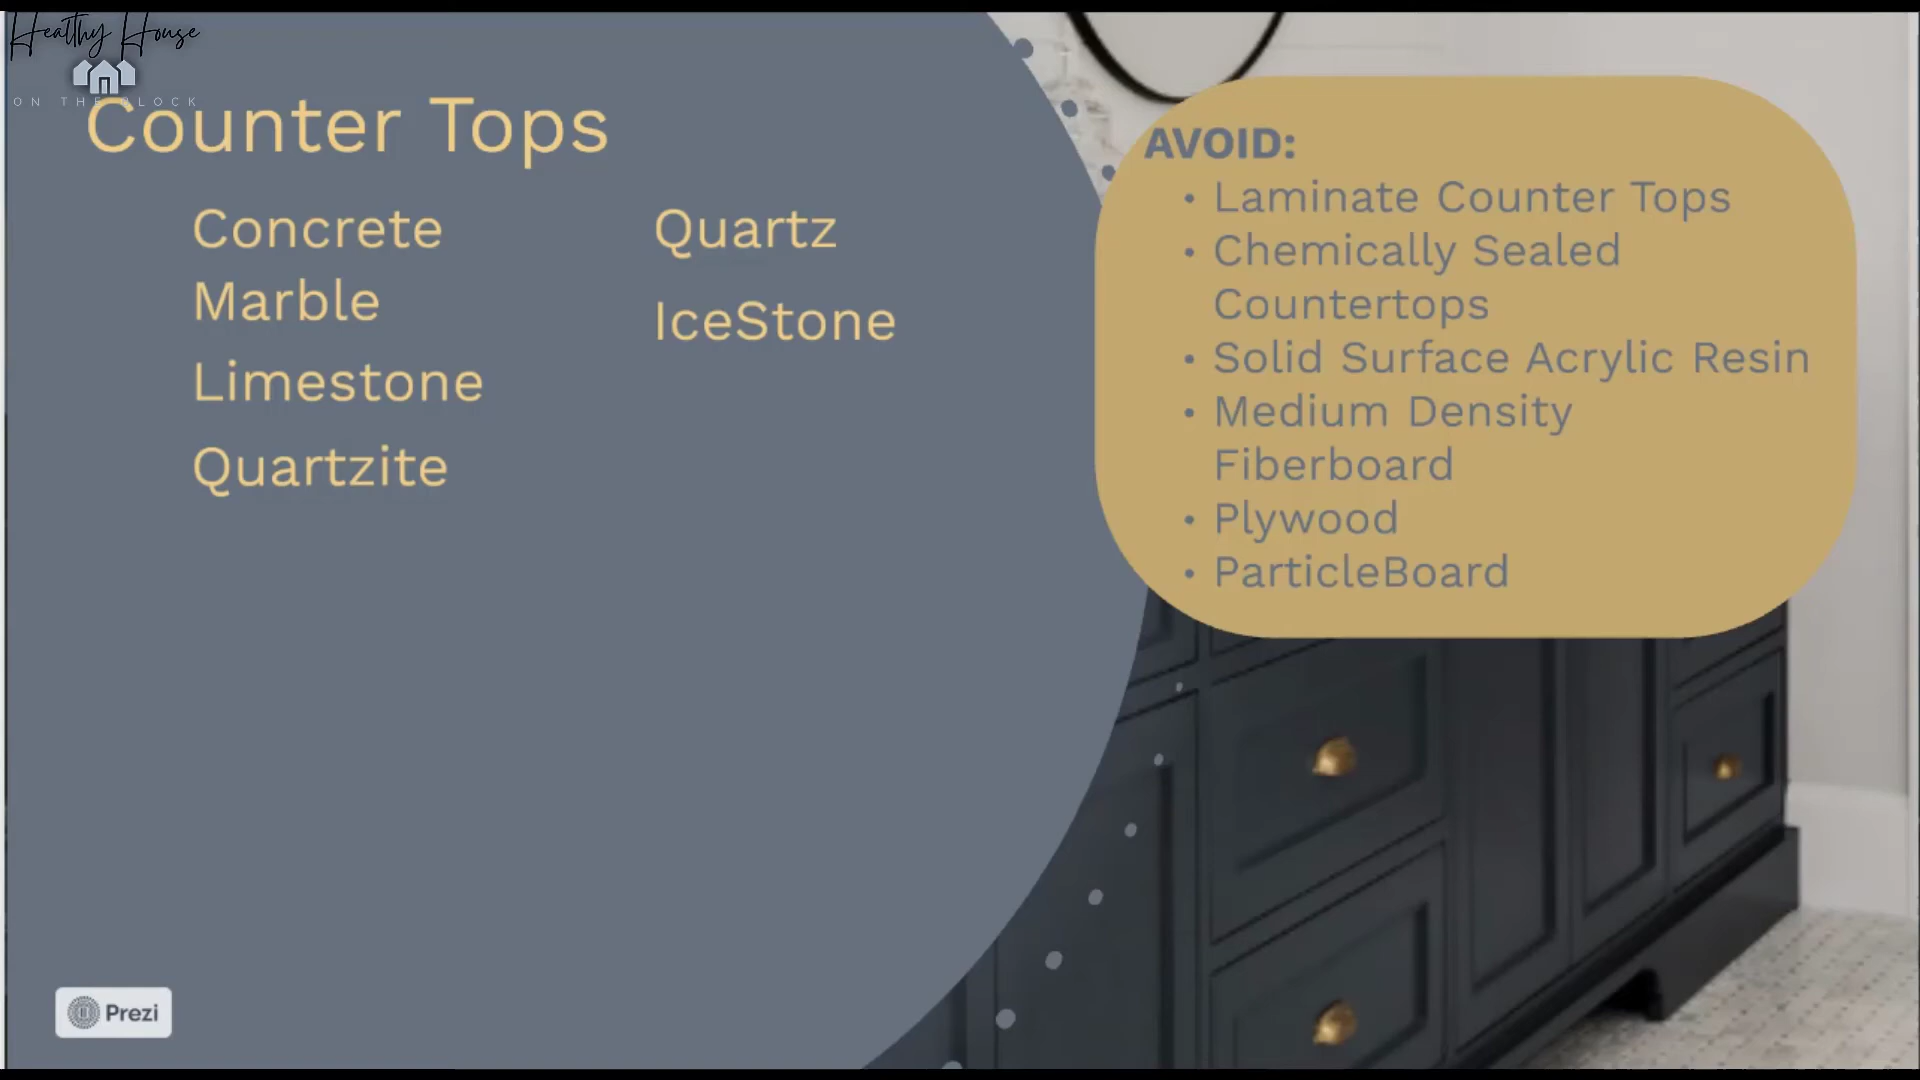 Healthy House
ON THE BLOCK
Counter Tops
Concrete
Marble
Limestone
Quartzite
Quartz
IceStone
AVOID:
• Laminate Counter Tops
• Chemically Sealed
Countertops
• Solid Surface Acrylic Resin
• Medium Density
Fiberboard
• Plywood
• ParticleBoard
Prezi